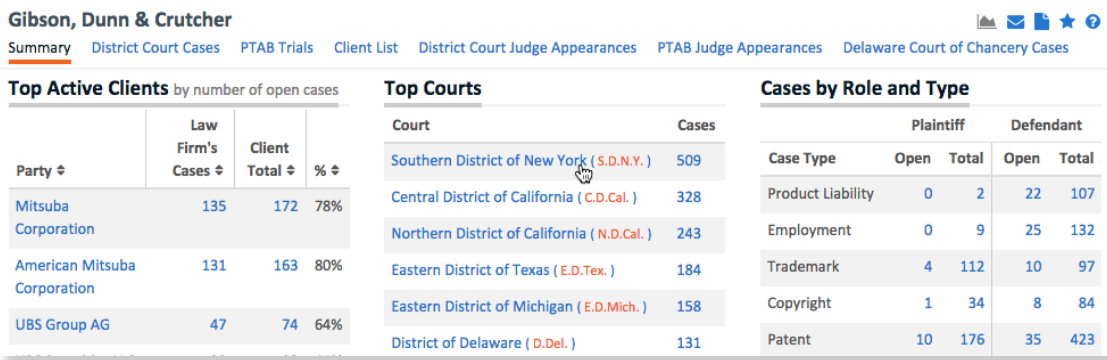 Gibson, Dunn & Crutcher
Summary District Court Cases PTAB Trials Client List District Court Judge Appearances PTAB Judge Appearances Delaware Court of Chancery Cases
Top Active Clients by number of open cases
Party Law Firm's Cases Client Total %
Mitsuba Corporation 135 172 78%
American Mitsuba Corporation 131 163 80%
UBS Group AG 47 74 64%
Top Courts
Court Cases
Southern District of New York ( S.D.N.Y. ) 509
Central District of California ( C.D.Cal. ) 328
Northern District of California ( N.D.Cal. ) 243
Eastern District of Texas ( E.D.Tex. ) 184
Eastern District of Michigan ( E.D.Mich. ) 158
District of Delaware ( D.Del. ) 131
Cases by Role and Type
Plaintiff Defendant
Case Type Open Total Open Total
Product Liability 0 2 22 107
Employment 0 9 25 132
Trademark 4 112 10 97
Copyright 1 34 8 84
Patent 10 176 35 423